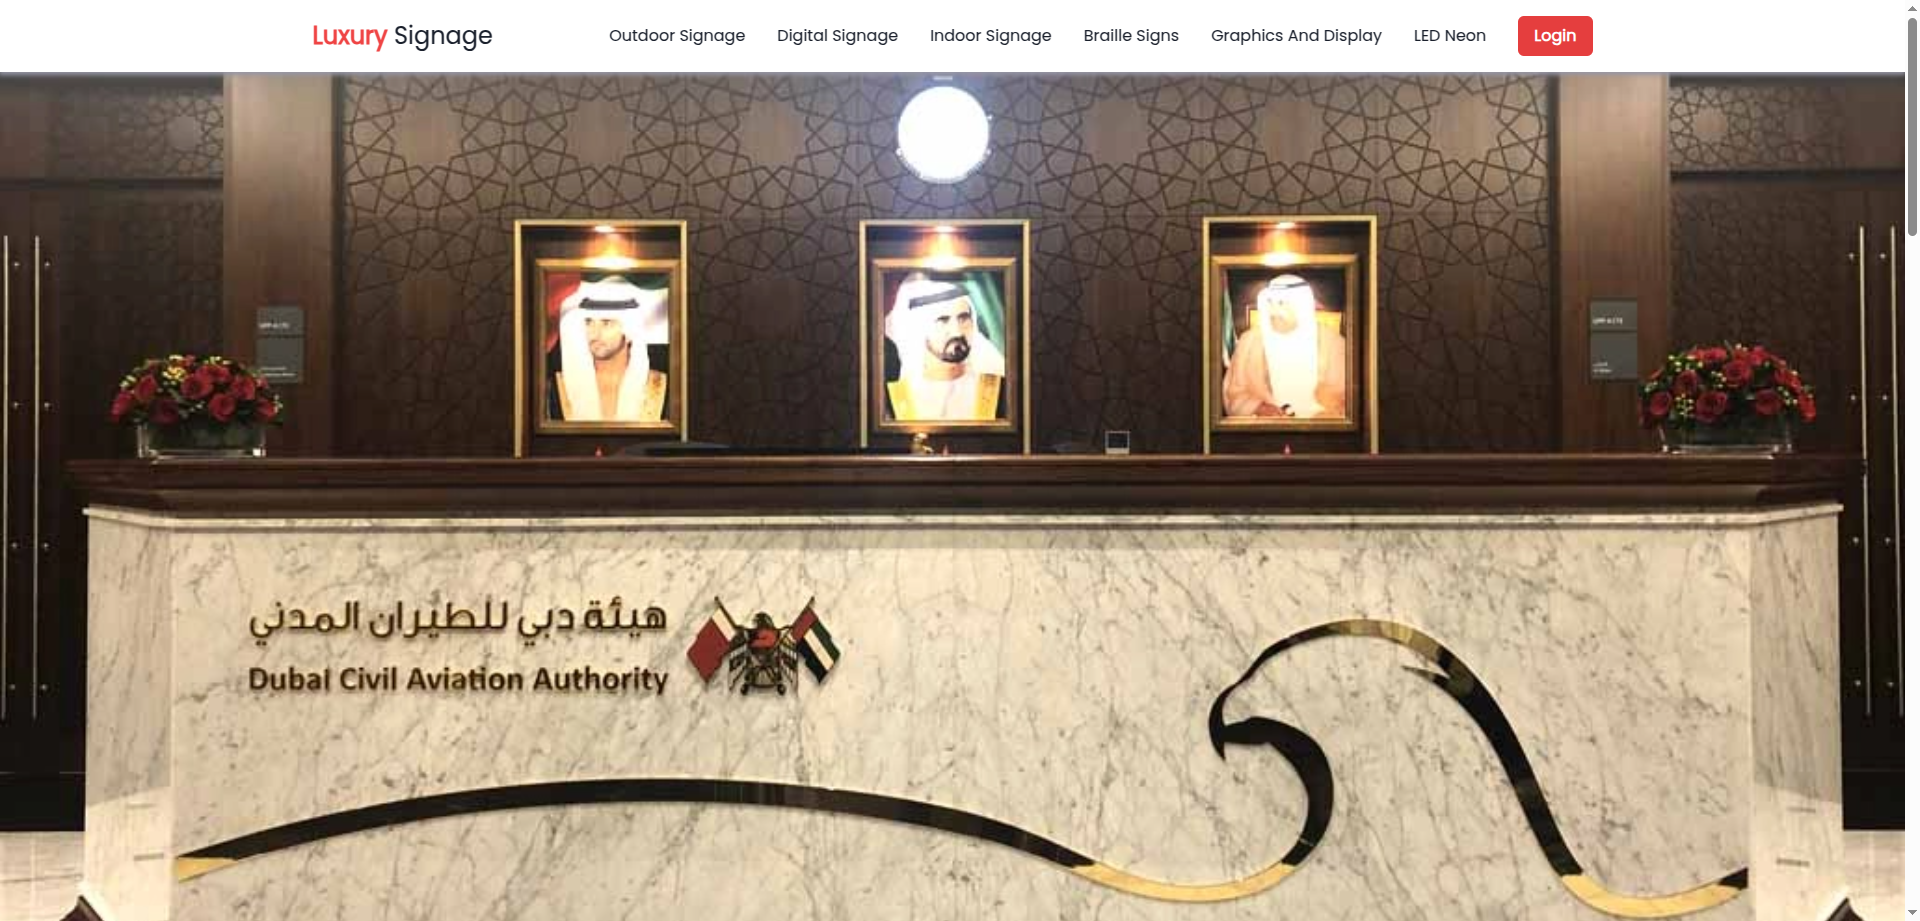 Luxury Signage
Outdoor Signage
Digital Signage
Indoor Signage
Braille Signs
Graphics And Display
LED Neon
Login
هيئة دبي للطيران المدني
Dubai Civil Aviation Authority